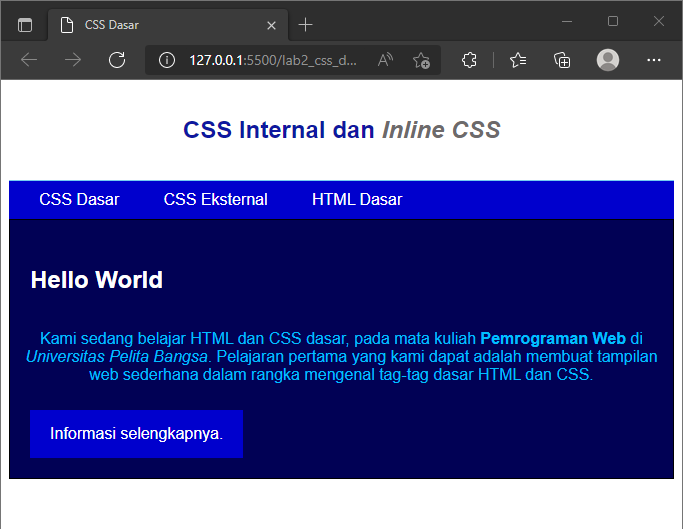 CSS Dasar
127.0.0.1:5500/lab2_css_d...
CSS Internal dan Inline CSS
CSS Dasar CSS Eksternal HTML Dasar
Hello World
Kami sedang belajar HTML dan CSS dasar, pada mata kuliah Pemrograman Web di
Universitas Pelita Bangsa. Pelajaran pertama yang kami dapat adalah membuat tampilan
web sederhana dalam rangka mengenal tag-tag dasar HTML dan CSS.
Informasi selengkapnya.